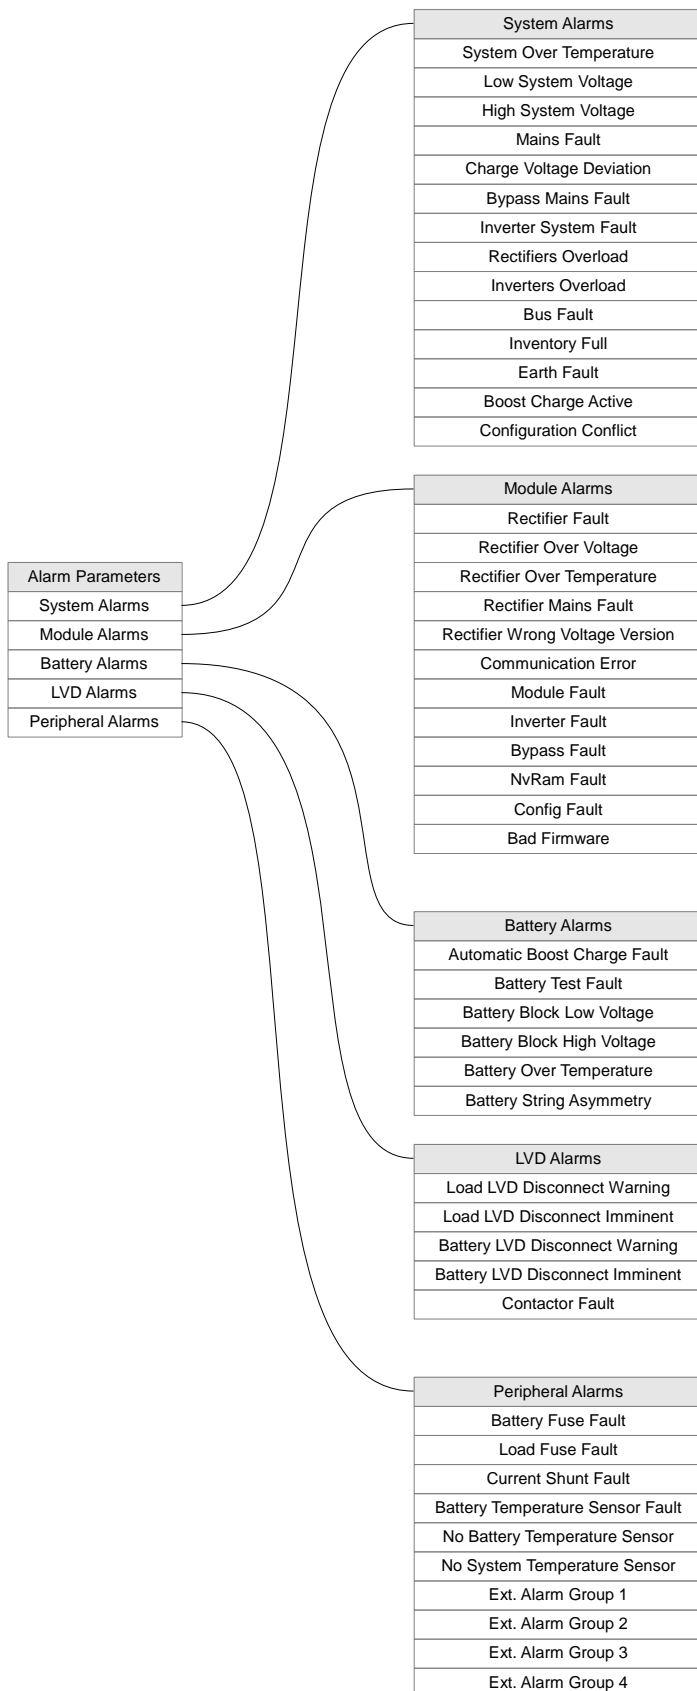 System Alarms
System Over Temperature
Low System Voltage
High System Voltage
Mains Fault
Charge Voltage Deviation
Bypass Mains Fault
Inverter System Fault
Rectifiers Overload
Inverters Overload
Bus Fault
Inventory Full
Earth Fault
Boost Charge Active
Configuration Conflict
Module Alarms
Rectifier Fault
Rectifier Over Voltage
Rectifier Over Temperature
Rectifier Mains Fault
Rectifier Wrong Voltage Version
Communication Error
Module Fault
Inverter Fault
Bypass Fault
NvRam Fault
Config Fault
Bad Firmware
Alarm Parameters
System Alarms
Module Alarms
Battery Alarms
LVD Alarms
Peripheral Alarms
Battery Alarms
Automatic Boost Charge Fault
Battery Test Fault
Battery Block Low Voltage
Battery Block High Voltage
Battery Over Temperature
Battery String Asymmetry
LVD Alarms
Load LVD Disconnect Warning
Load LVD Disconnect Imminent
Battery LVD Disconnect Warning
Battery LVD Disconnect Imminent
Contactor Fault
Peripheral Alarms
Battery Fuse Fault
Load Fuse Fault
Current Shunt Fault
Battery Temperature Sensor Fault
No Battery Temperature Sensor
No System Temperature Sensor
Ext. Alarm Group 1
Ext. Alarm Group 2
Ext. Alarm Group 3
Ext. Alarm Group 4